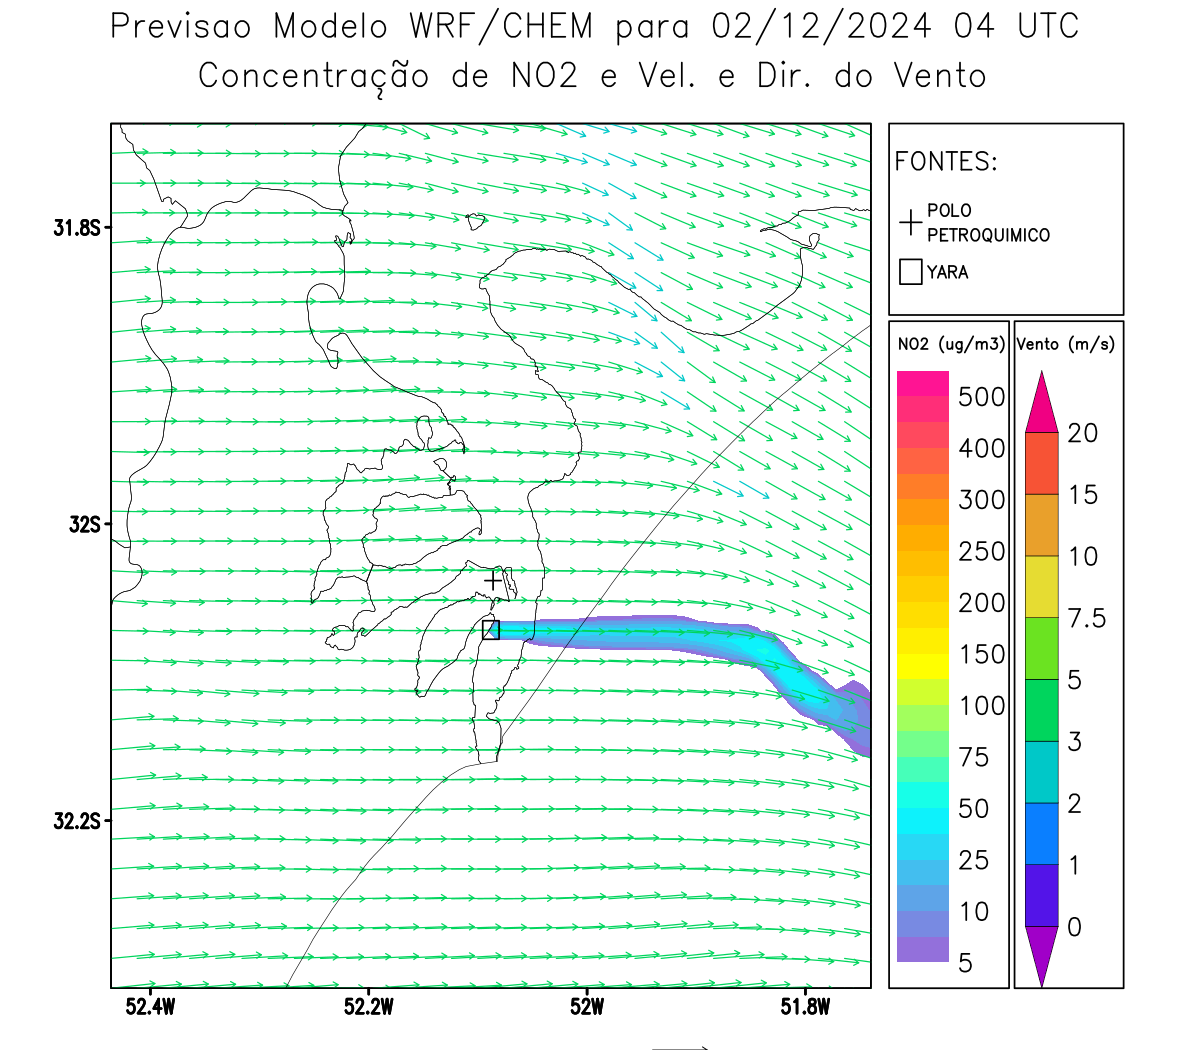 Previsao Modelo WRF/CHEM para 02/12/2024 04 UTC
Concentração de NO2 e Vel. e Dir. do Vento
FONTES:
POLO
PETROQUIMICO
YARA
NO2 (ug/m3)
500
400
300
250
200
150
100
75
50
25
10
5
Vento (m/s)
20
15
10
7.5
5
3
2
1
0
31.8S
32S
32.2S
52.4W
52.2W
52W
51.8W